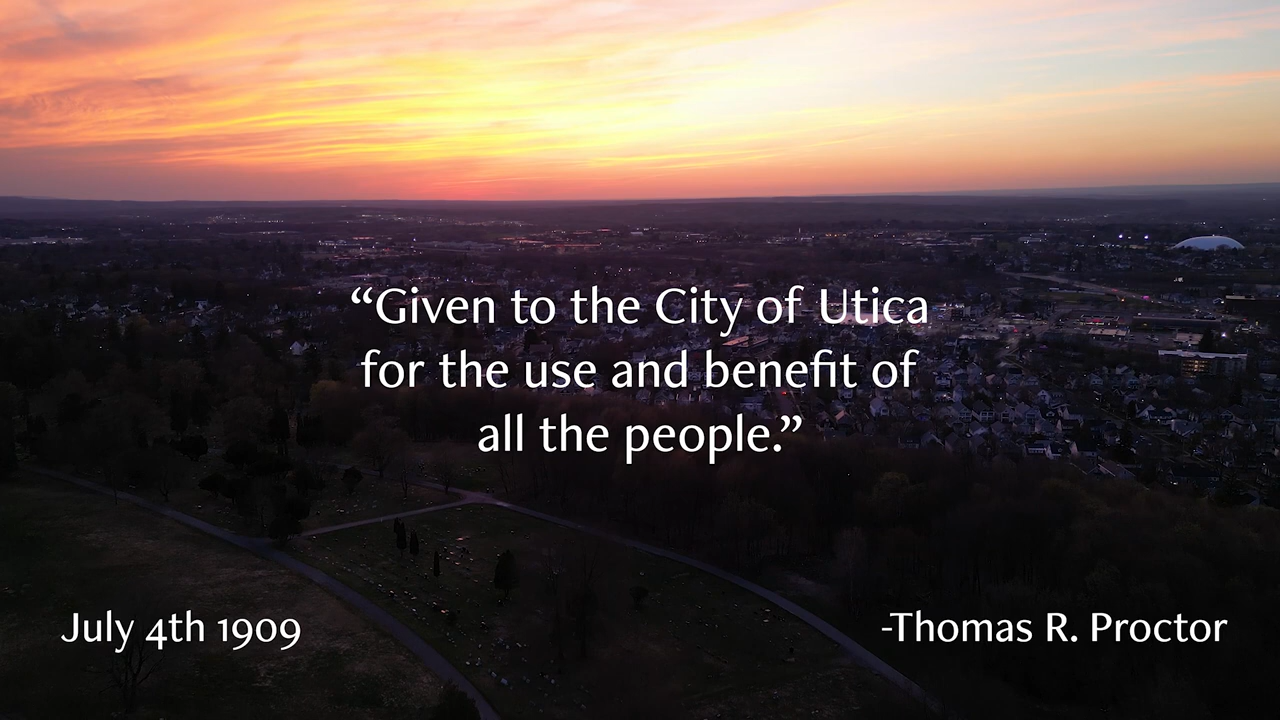 “Given to the City of Utica
for the use and benefit of
all the people.”
July 4th 1909
-Thomas R. Proctor